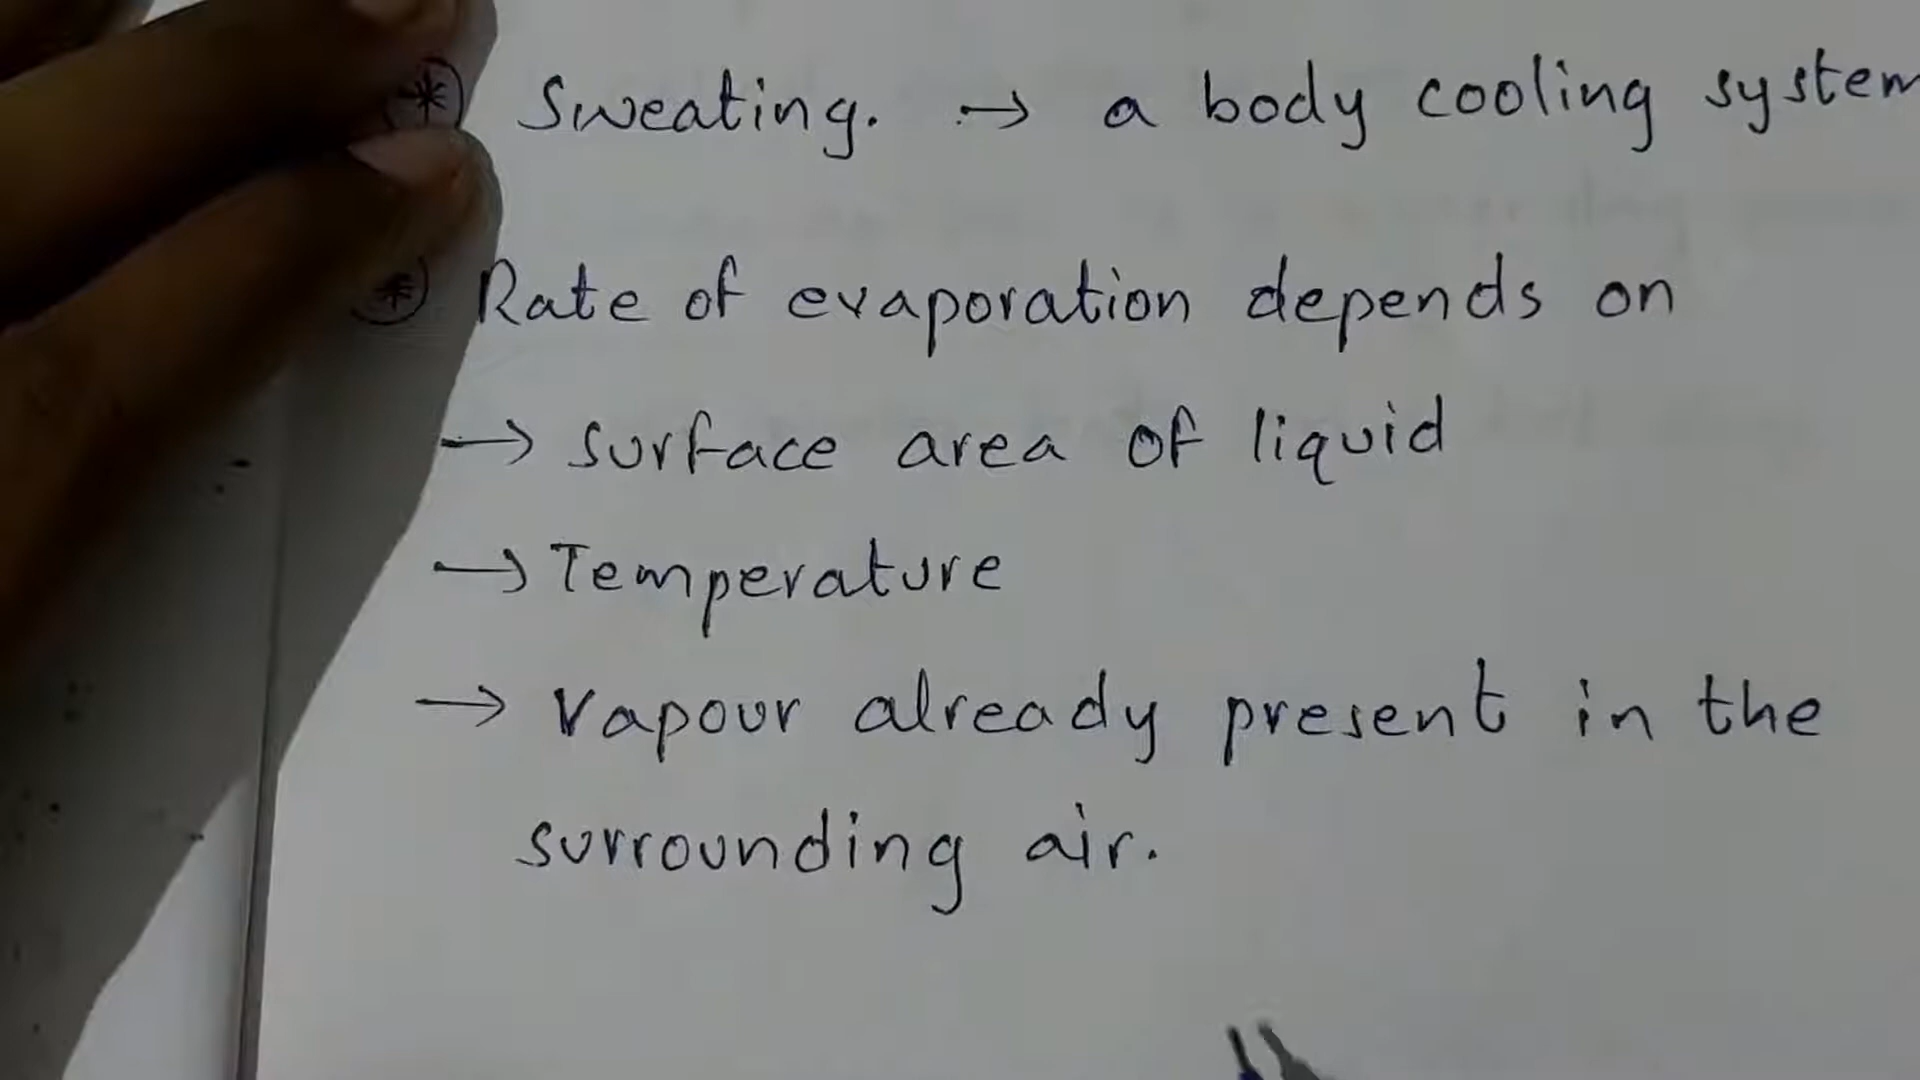 * Sweating. → a body cooling system
* Rate of evaporation depends on
→ surface area of liquid
→ Temperature
→ Vapour already present in the
surrounding air.